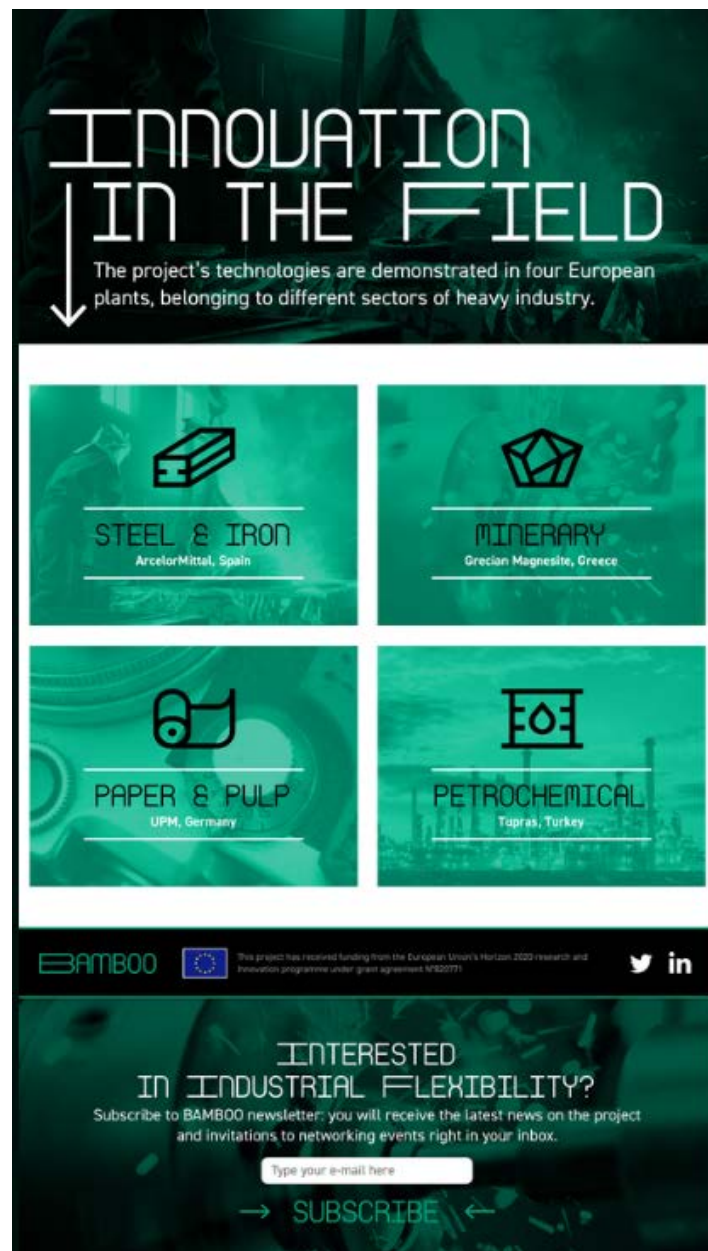 INNOVATION
IN THE FIELD
The project's technologies are demonstrated in four European
plants, belonging to different sectors of heavy industry.
STEEL & IRON
ArcelorMittal, Spain
MINERARY
Grecian Magnesite, Greece
PAPER & PULP
UPM, Germany
PETROCHEMICAL
Tupras, Turkey
BAMBOO
This project has received funding from the European Union's Horizon 2020 research and
Innovation programme under grant agreement N°820771
in
INTERESTED
IN INDUSTRIAL FLEXIBILITY?
Subscribe to BAMBOO newsletter: you will receive the latest news on the project
and invitations to networking events right in your inbox.
Type your e-mail here
SUBSCRIBE